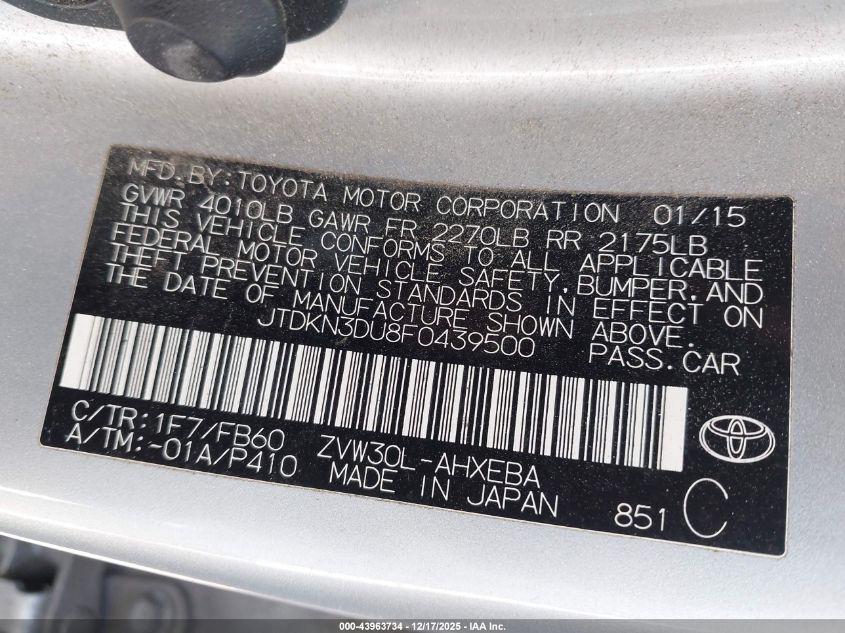 MFD. BY: TOYOTA MOTOR CORPORATION 01/15
GVWR 4010LB GAWR FR 2270LB RR 2175LB
THIS VEHICLE CONFORMS TO ALL APPLICABLE
FEDERAL MOTOR VEHICLE SAFETY, BUMPER, AND
THEFT PREVENTION STANDARDS IN EFFECT ON
THE DATE OF MANUFACTURE SHOWN ABOVE.
JTDKN3DU8F0439500 PASS. CAR
C/TR: 1F7/FB60 ZVW30L-AHXEBA
A/TM: -01A/P410 MADE IN JAPAN
851 C
000-43963734 | 12/17/2025 - IAA Inc.